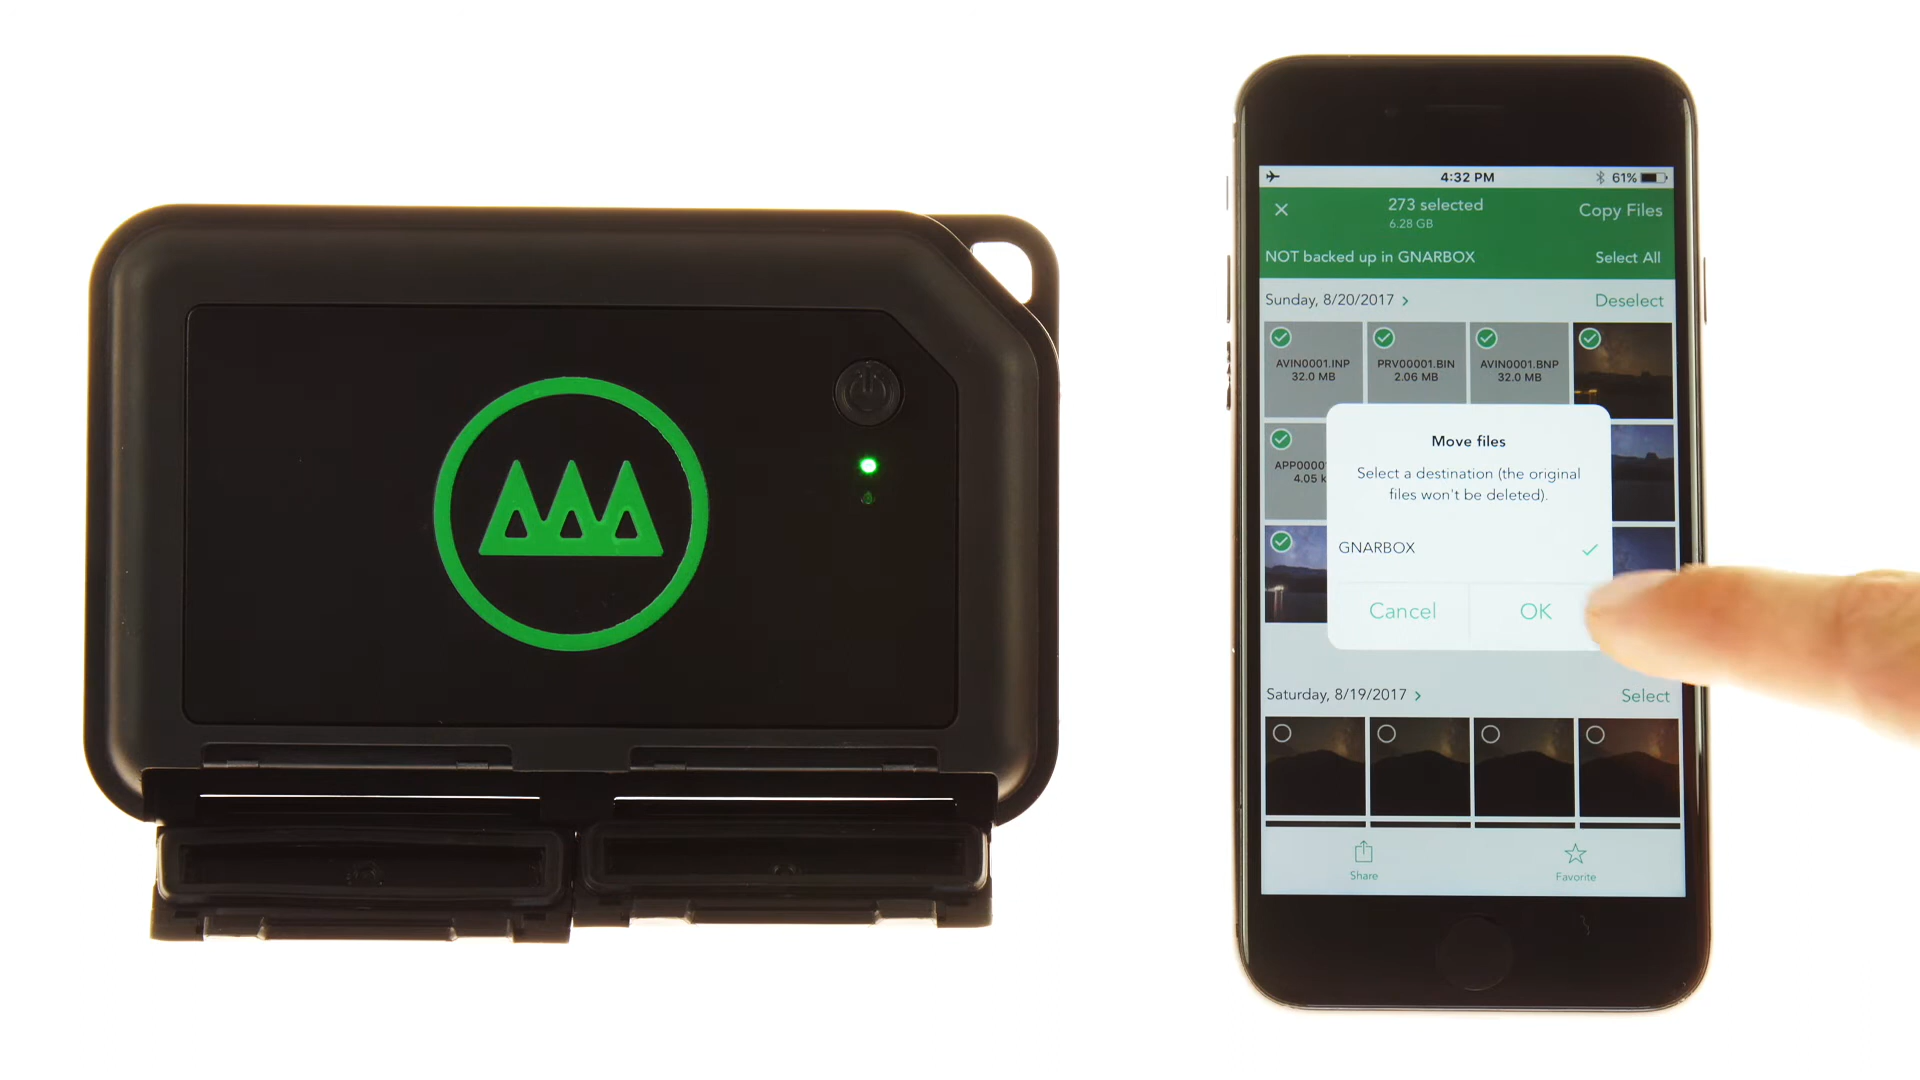 4:32 PM
61%
273 selected
6.28 GB
Copy Files
NOT backed up in GNARBOX
Select All
Sunday, 8/20/2017 >
Deselect
AVIN0001.INP
32.0 MB
PRV00001.BIN
2.06 MB
AVIN0001.BNP
32.0 MB
APP0000
4.05 k
Move files
Select a destination (the original
files won't be deleted).
GNARBOX
Cancel
OK
Saturday, 8/19/2017 >
Select
Share
Favorite